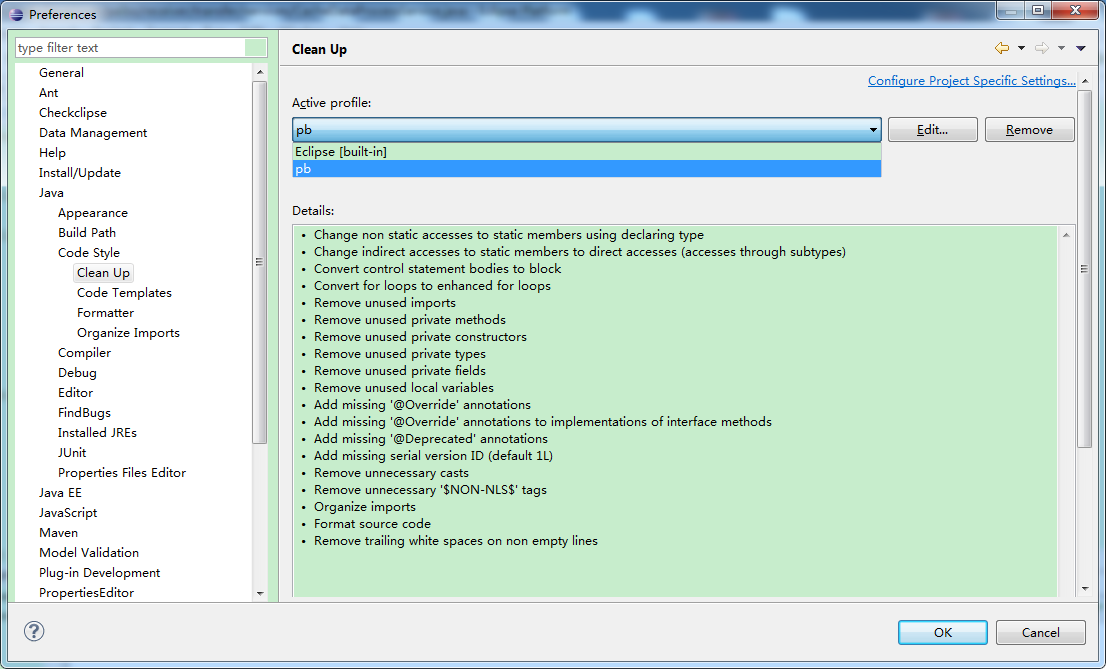 Preferences
type filter text
General
Ant
Checkclipse
Data Management
Help
Install/Update
Java
Appearance
Build Path
Code Style
Clean Up
Code Templates
Formatter
Organize Imports
Compiler
Debug
Editor
FindBugs
Installed JREs
JUnit
Properties Files Editor
Java EE
JavaScript
Maven
Model Validation
Plug-in Development
PropertiesEditor
Clean Up
Configure Project Specific Settings...
Active profile:
pb
Edit...
Remove
Eclipse [built-in]
pb
Details:
• Change non static accesses to static members using declaring type
• Change indirect accesses to static members to direct accesses (accesses through subtypes)
• Convert control statement bodies to block
• Convert for loops to enhanced for loops
• Remove unused imports
• Remove unused private methods
• Remove unused private constructors
• Remove unused private types
• Remove unused private fields
• Remove unused local variables
• Add missing '@Override' annotations
• Add missing '@Override' annotations to implementations of interface methods
• Add missing '@Deprecated' annotations
• Add missing serial version ID (default 1L)
• Remove unnecessary casts
• Remove unnecessary '$NON-NLS$' tags
• Organize imports
• Format source code
• Remove trailing white spaces on non empty lines
?
OK
Cancel